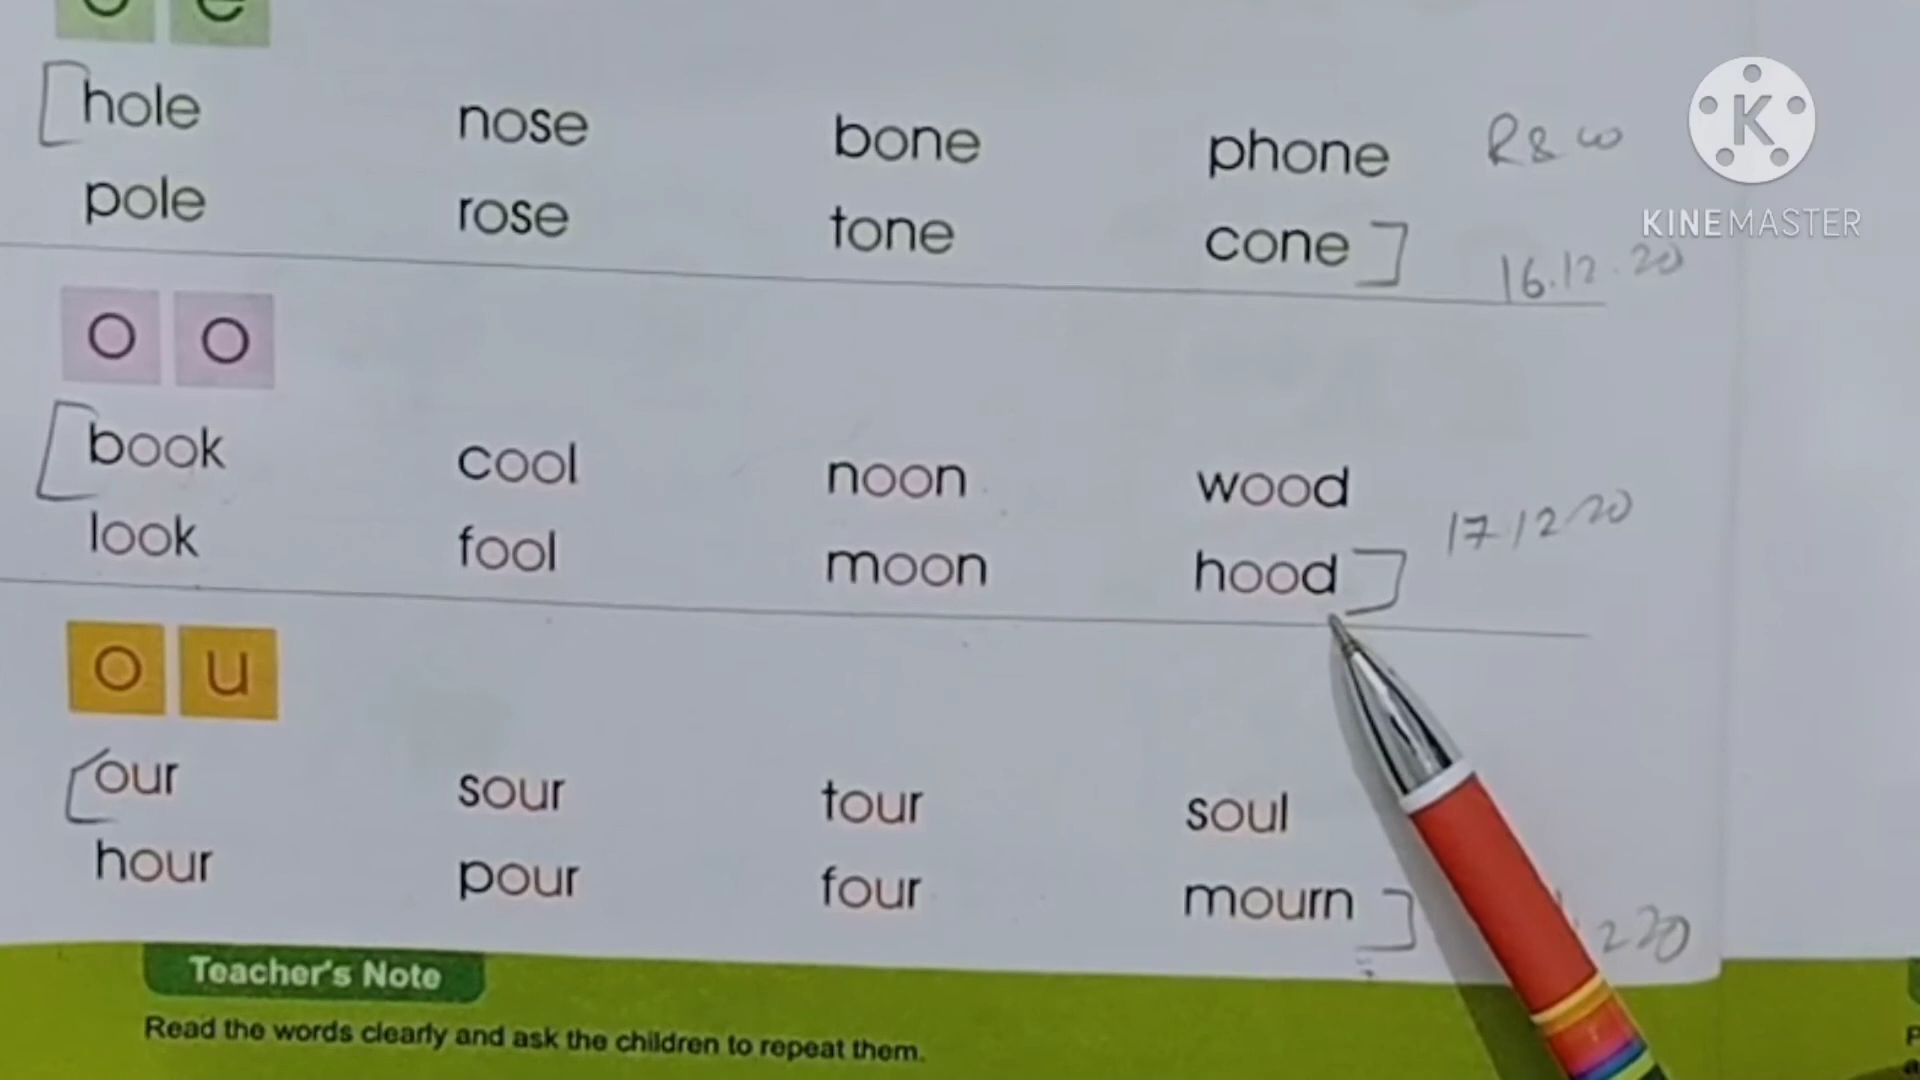 o e
hole nose bone phone R & W
pole rose tone cone
16.12.20
KINEMASTER
o o
book cool noon wood
look fool moon hood
17.12.20
o u
our sour tour soul
hour pour four mourn
Teacher's Note
Read the words clearly and ask the children to repeat them.